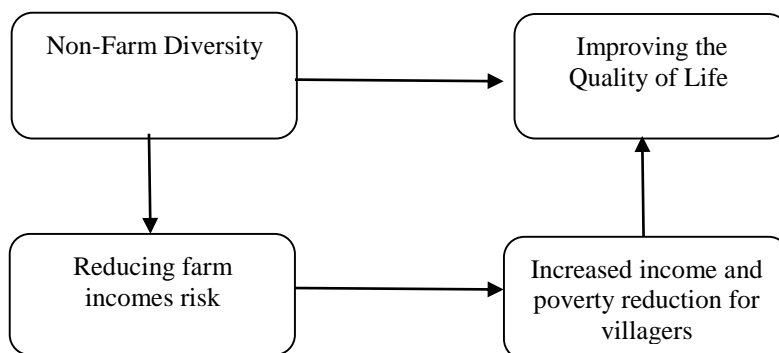 Non-Farm Diversity
Improving the
Quality of Life
Reducing farm
incomes risk
Increased income and
poverty reduction for
villagers